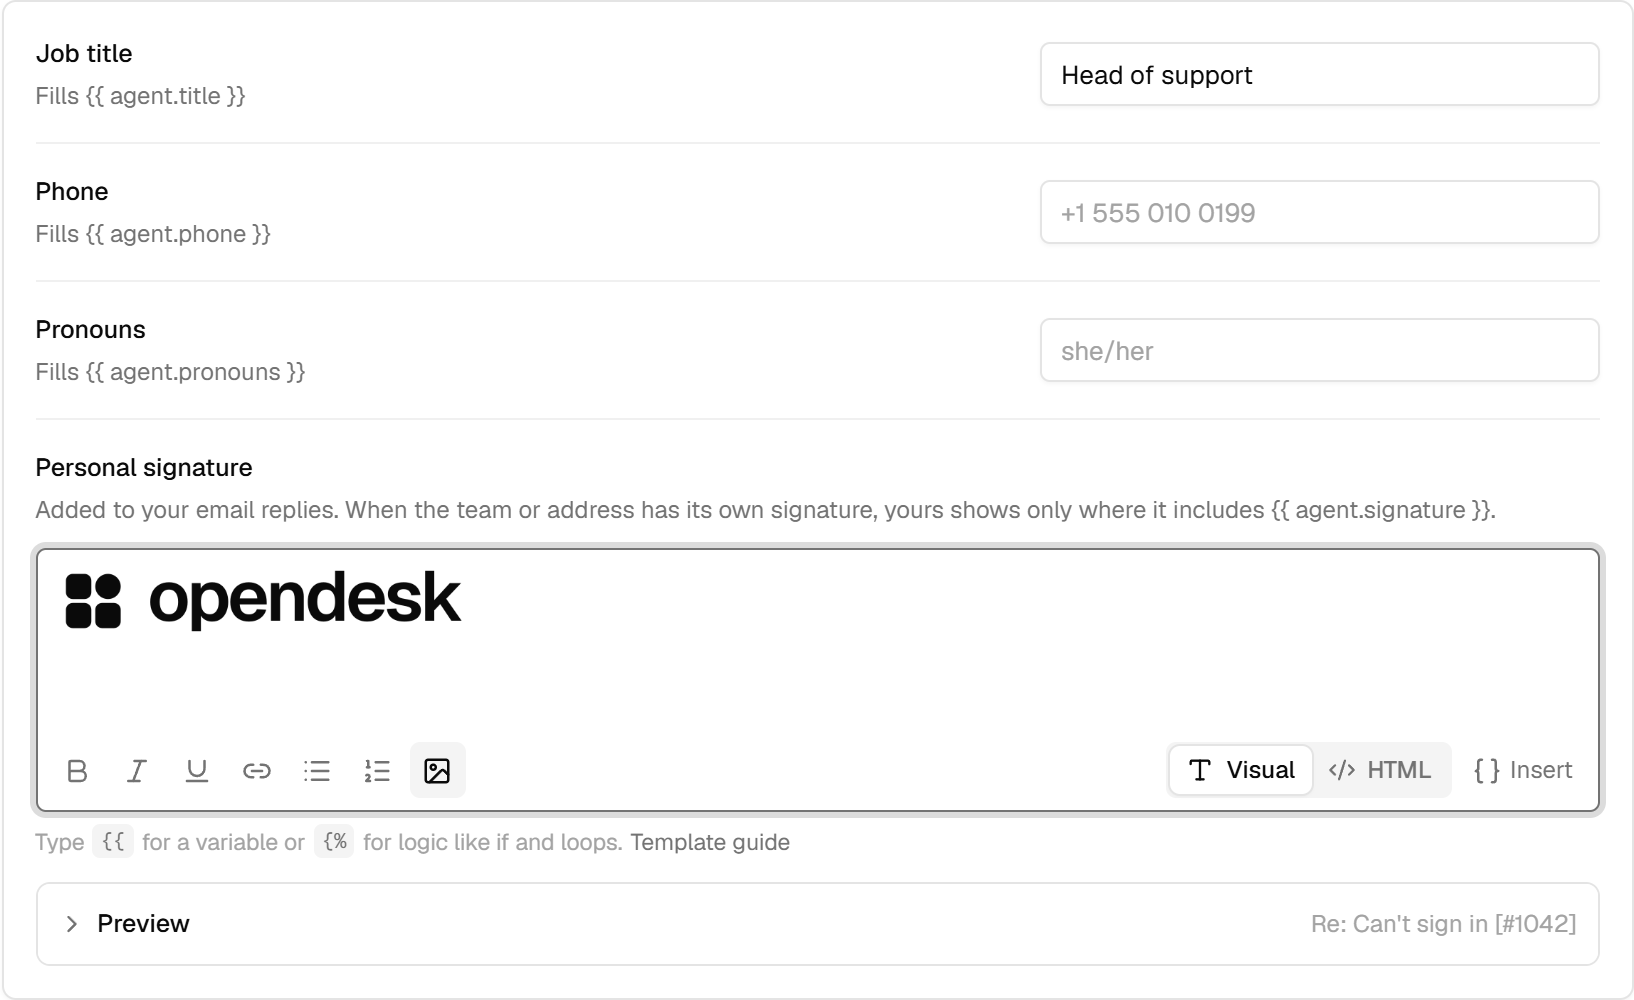 Job title
Fills {{ agent.title }}
Head of support
Phone
Fills {{ agent.phone }}
+1 555 010 0199
Pronouns
Fills {{ agent.pronouns }}
she/her
Personal signature
Added to your email replies. When the team or address has its own signature, yours shows only where it includes {{ agent.signature }}.
opendesk
Visual </> HTML { } Insert
Type {{ for a variable or {% for logic like if and loops. Template guide
Preview
Re: Can't sign in [#1042]